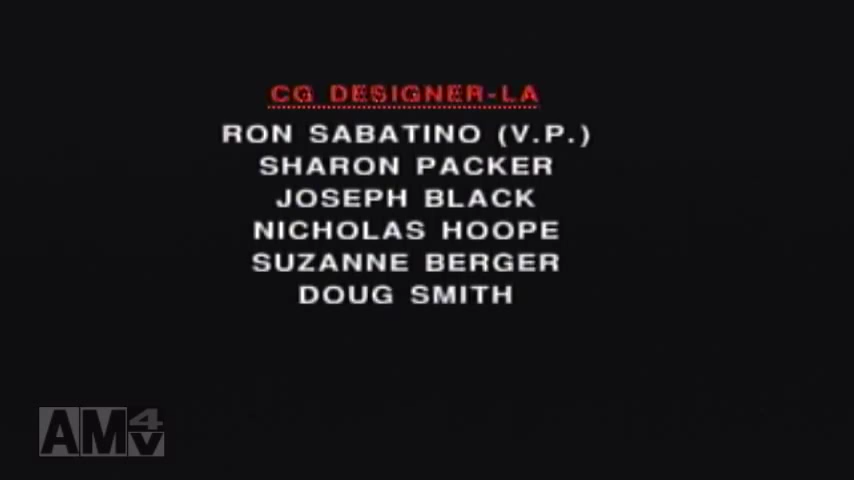 CG DESIGNER-LA
RON SABATINO (V.P.)
SHARON PACKER
JOSEPH BLACK
NICHOLAS HOOPE
SUZANNE BERGER
DOUG SMITH
AM4V